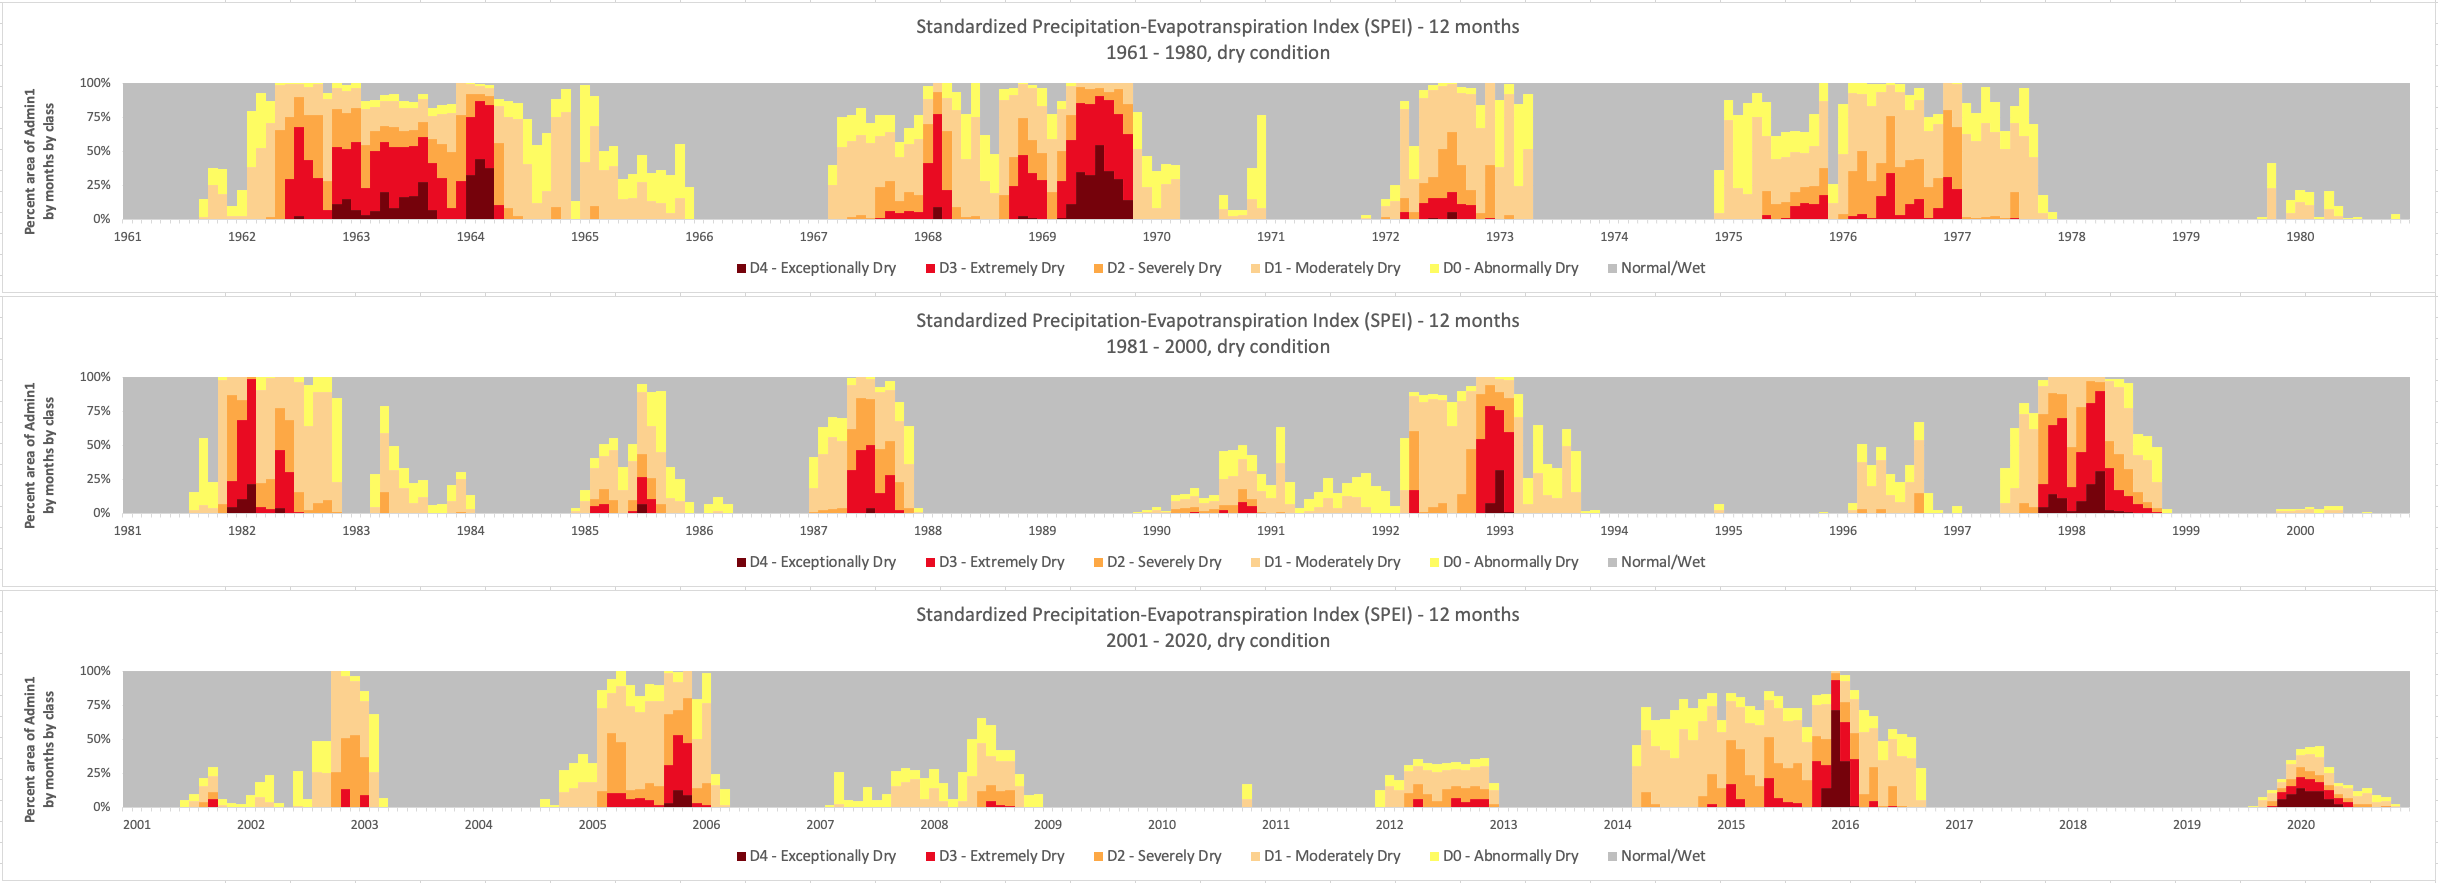 Standardized Precipitation-Evapotranspiration Index (SPEI) - 12 months
1961 - 1980, dry condition
Percent area of Admin1
by months by class
100%
75%
50%
25%
0%
1961 1962 1963 1964 1965 1966 1967 1968 1969 1970 1971 1972 1973 1974 1975 1976 1977 1978 1979 1980
D4 - Exceptionally Dry D3 - Extremely Dry D2 - Severely Dry D1 - Moderately Dry D0 - Abnormally Dry Normal/Wet
Standardized Precipitation-Evapotranspiration Index (SPEI) - 12 months
1981 - 2000, dry condition
Percent area of Admin1
by months by class
100%
75%
50%
25%
0%
1981 1982 1983 1984 1985 1986 1987 1988 1989 1990 1991 1992 1993 1994 1995 1996 1997 1998 1999 2000
D4 - Exceptionally Dry D3 - Extremely Dry D2 - Severely Dry D1 - Moderately Dry D0 - Abnormally Dry Normal/Wet
Standardized Precipitation-Evapotranspiration Index (SPEI) - 12 months
2001 - 2020, dry condition
Percent area of Admin1
by months by class
100%
75%
50%
25%
0%
2001 2002 2003 2004 2005 2006 2007 2008 2009 2010 2011 2012 2013 2014 2015 2016 2017 2018 2019 2020
D4 - Exceptionally Dry D3 - Extremely Dry D2 - Severely Dry D1 - Moderately Dry D0 - Abnormally Dry Normal/Wet